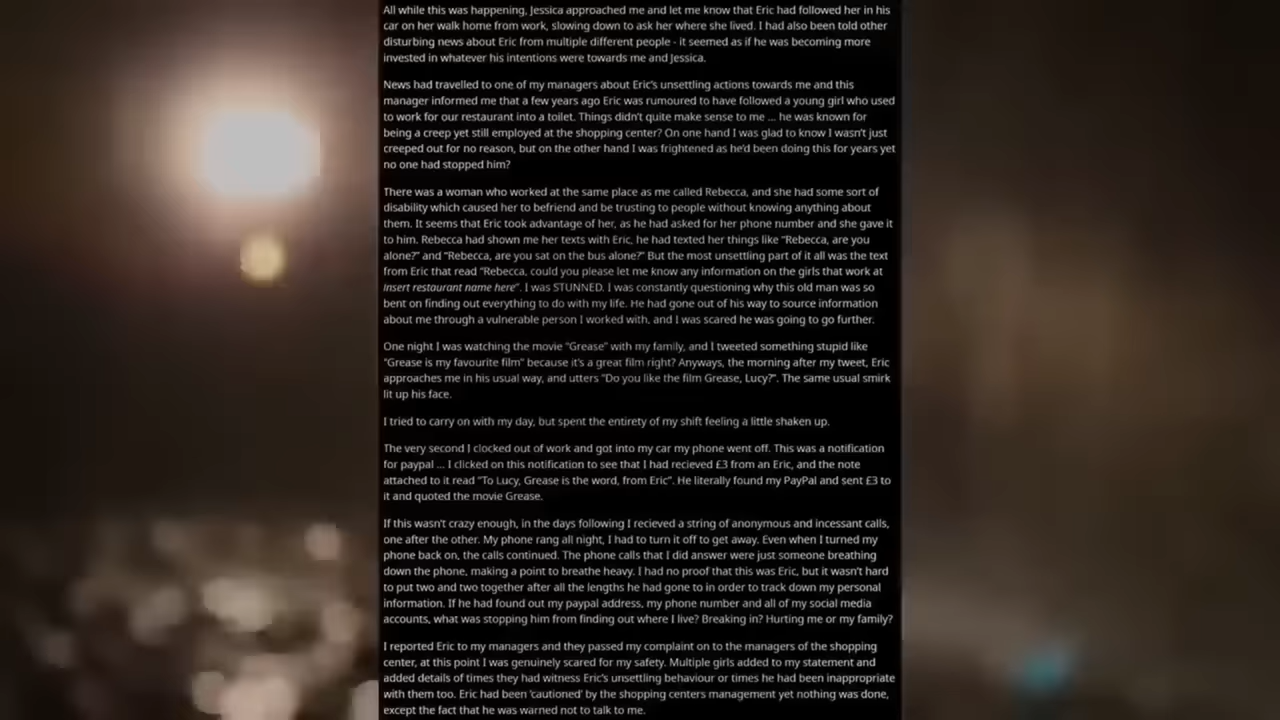 All while this was happening, Jessica approached me and let me know that Eric had followed her in his
car on her walk home from work, slowing down to ask her where she lived. I had also been told other
disturbing news about Eric from multiple different people - it seemed as if he was becoming more
invested in whatever his intentions were towards me and Jessica.
News had travelled to one of my managers about Eric's unsettling actions towards me and this
manager informed me that a few years ago Eric was rumoured to have followed a young girl who used
to work for our restaurant into a toilet. Things didn't quite make sense to me ... he was known for
being a creep yet still employed at the shopping center? On one hand I was glad to know I wasn't just
creeped out for no reason, but on the other hand I was frightened as he'd been doing this for years yet
no one had stopped him?
There was a woman who worked at the same place as me called Rebecca, and she had some sort of
disability which caused her to befriend and be trusting to people without knowing anything about
them. It seems that Eric took advantage of her, as he had asked for her phone number and she gave it
to him. Rebecca had shown me her texts with Eric, he had texted her things like "Rebecca, are you
alone?" and "Rebecca, are you sat on the bus alone?" But the most unsettling part of it all was the text
from Eric that read "Rebecca, could you please let me know any information on the girls that work at
insert restaurant name here". I was STUNNED. I was constantly questioning why this old man was so
bent on finding out everything to do with my life. He had gone out of his way to source information
about me through a vulnerable person I worked with, and I was scared he was going to go further.
One night I was watching the movie "Grease" with my family, and I tweeted something stupid like
"Grease is my favourite film" because it's a great film right? Anyways, the morning after my tweet, Eric
approaches me in his usual way, and utters "Do you like the film Grease, Lucy?". The same usual smirk
lit up his face.
I tried to carry on with my day, but spent the entirety of my shift feeling a little shaken up.
The very second I clocked out of work and got into my car my phone went off. This was a notification
for paypal ... I clicked on this notification to see that I had recieved £3 from an Eric, and the note
attached to it read "To Lucy, Grease is the word, from Eric". He literally found my PayPal and sent £3 to
it and quoted the movie Grease.
If this wasn't crazy enough, in the days following I recieved a string of anonymous and incessant calls,
one after the other. My phone rang all night, I had to turn it off to get away. Even when I turned my
phone back on, the calls continued. The phone calls that I did answer were just someone breathing
down the phone, making a point to breathe heavy. I had no proof that this was Eric, but it wasn't hard
to put two and two together after all the lengths he had gone to in order to track down my personal
information. If he had found out my paypal address, my phone number and all of my social media
accounts, what was stopping him from finding out where I live? Breaking in? Hurting me or my family?
I reported Eric to my managers and they passed my complaint on to the managers of the shopping
center, at this point I was genuinely scared for my safety. Multiple girls added to my statement and
added details of times they had witness Eric's unsettling behaviour or times he had been inappropriate
with them too. Eric had been 'cautioned' by the shopping centers management yet nothing was done,
except the fact that he was warned not to talk to me.